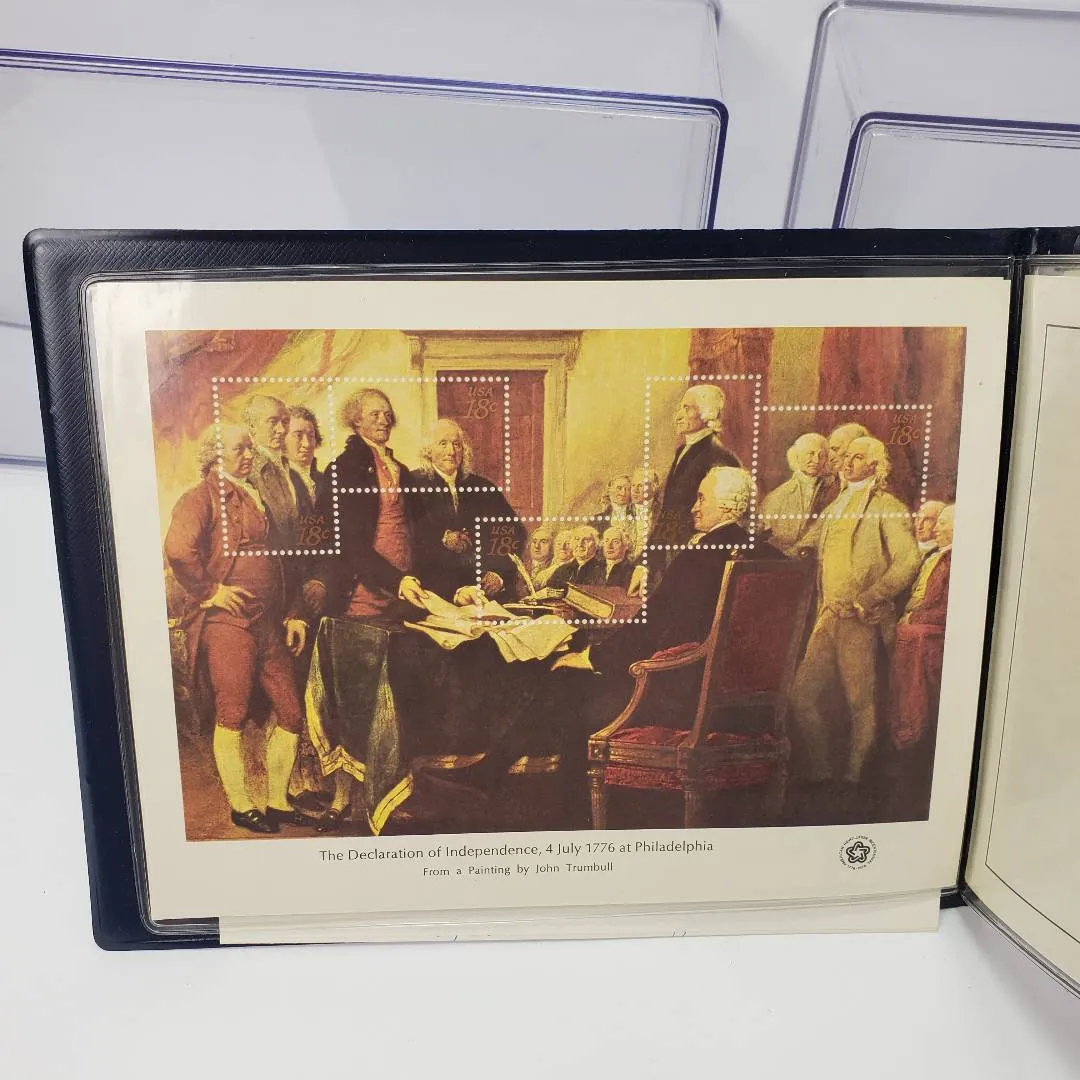 USA
18c
USA
18c
USA
18c
USA
18c
USA
18c
The Declaration of Independence, 4 July 1776 at Philadelphia
From a Painting by John Trumbull